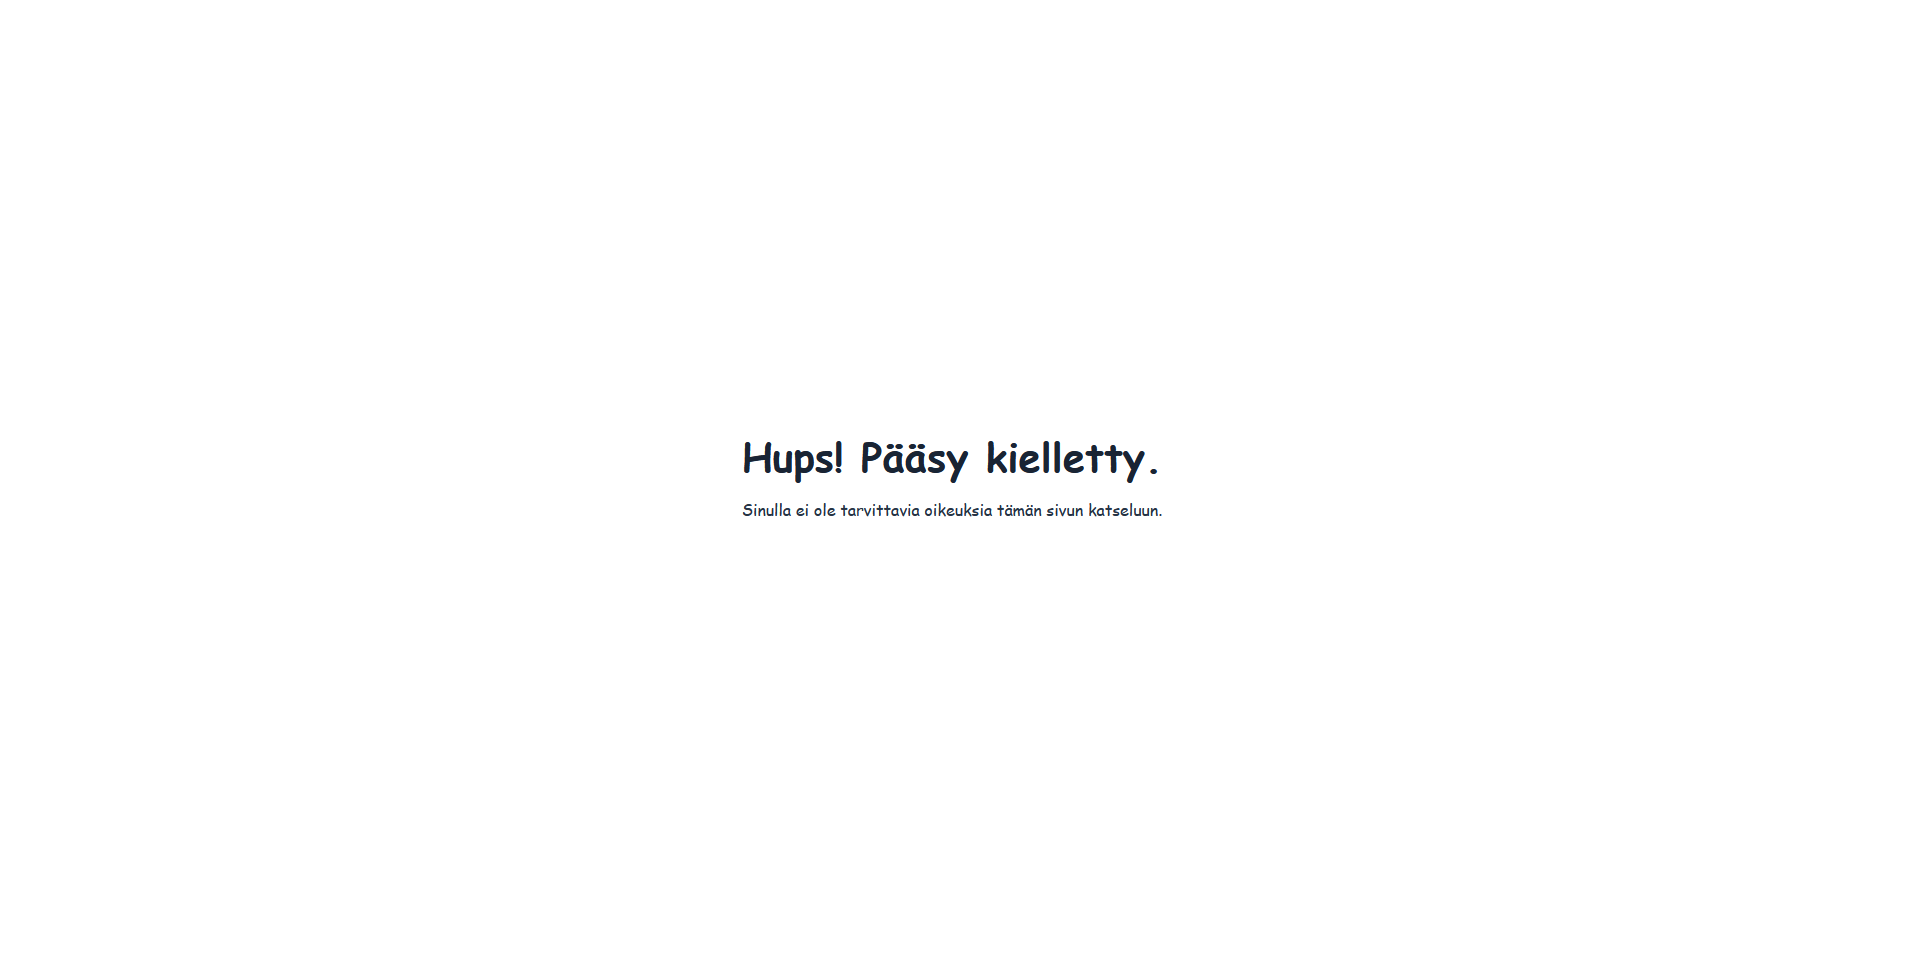 Hups! Pääsy kielletty.
Sinulla ei ole tarvittavia oikeuksia tämän sivun katseluun.